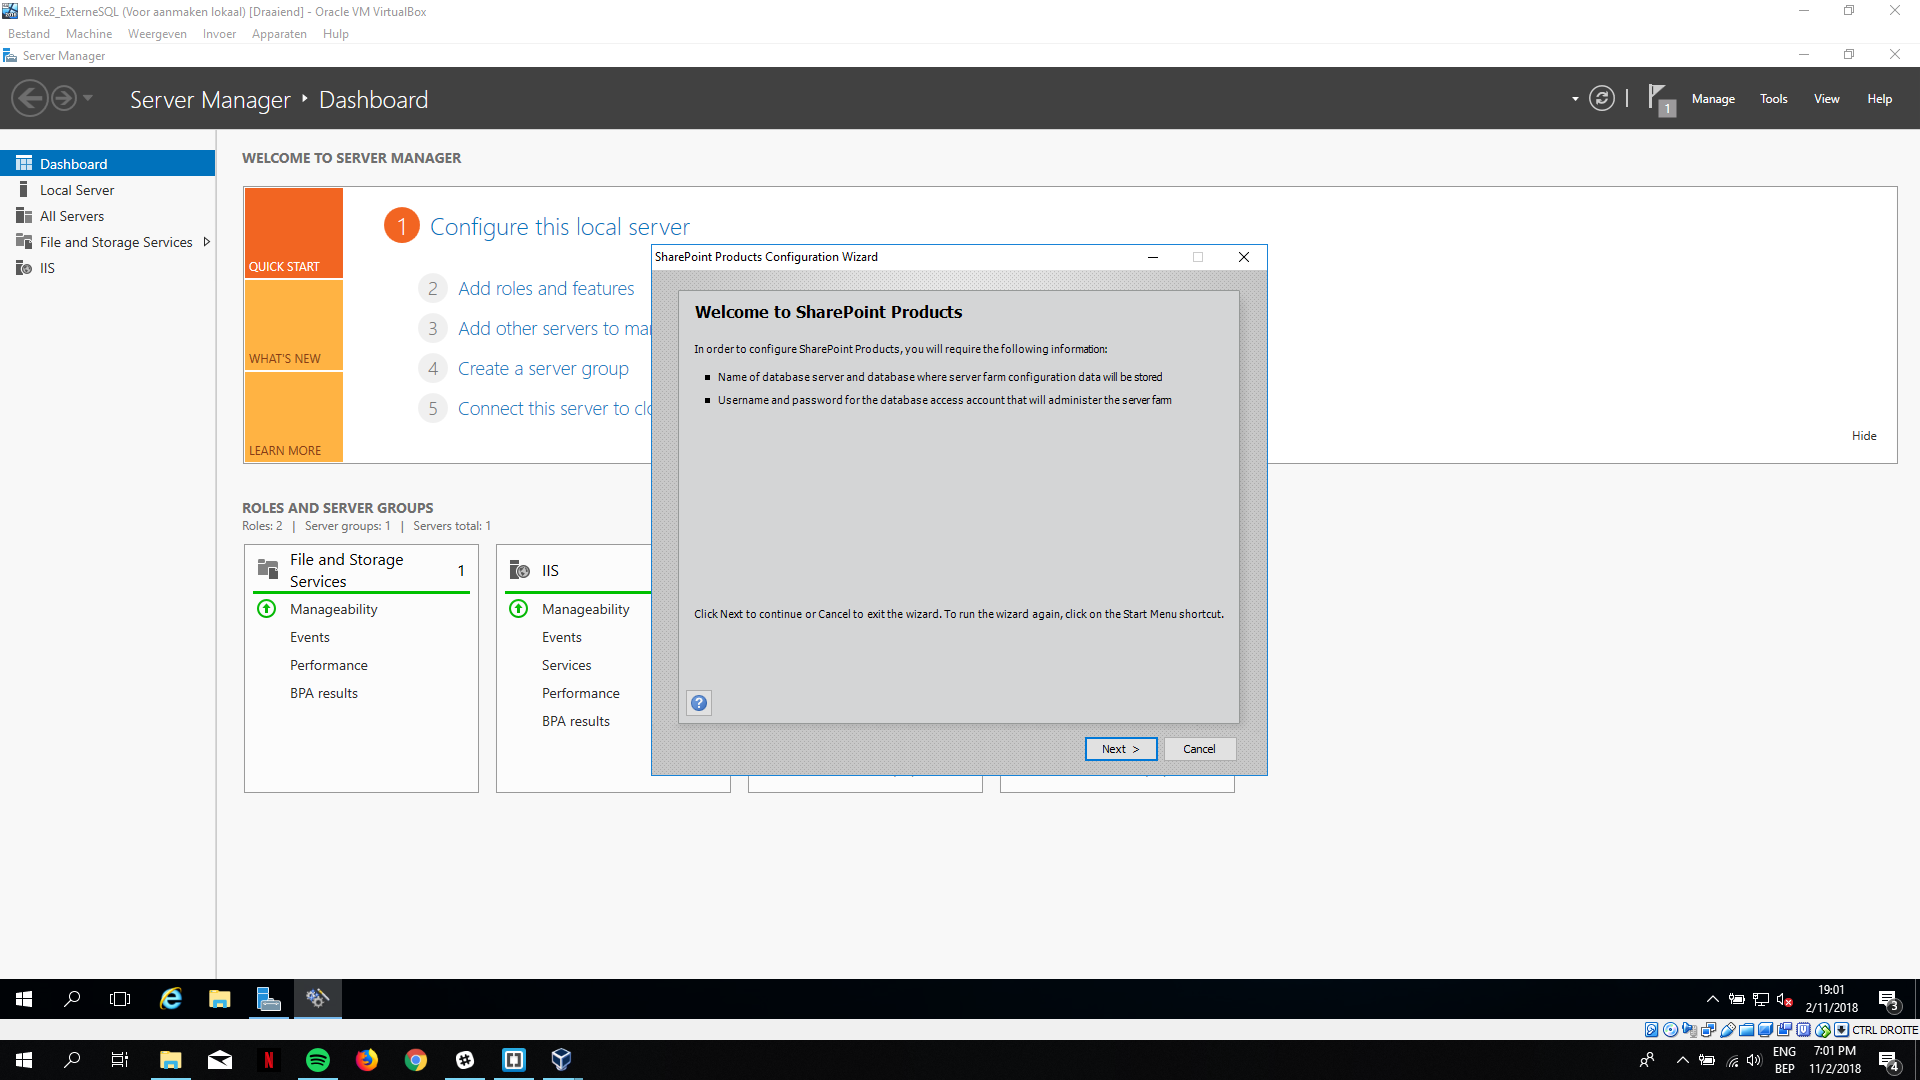 Mike2_ExterneSQL (Voor aanmaken lokaal) [Draaiend] - Oracle VM VirtualBox
Bestand Machine Weergeven Invoer Apparaten Hulp
Server Manager
Server Manager ‣ Dashboard
1
Manage Tools View Help
Dashboard
Local Server
All Servers
File and Storage Services
IIS
WELCOME TO SERVER MANAGER
QUICK START
WHAT'S NEW
LEARN MORE
1 Configure this local server
2 Add roles and features
3 Add other servers to ma
4 Create a server group
5 Connect this server to clo
Hide
ROLES AND SERVER GROUPS
Roles: 2 | Server groups: 1 | Servers total: 1
File and Storage Services 1
Manageability
Events
Performance
BPA results
IIS
Manageability
Events
Services
Performance
BPA results
SharePoint Products Configuration Wizard
Welcome to SharePoint Products
In order to configure SharePoint Products, you will require the following information:
Name of database server and database where server farm configuration data will be stored
Username and password for the database access account that will administer the server farm
Click Next to continue or Cancel to exit the wizard. To run the wizard again, click on the Start Menu shortcut.
?
Next >
Cancel
19:01
2/11/2018
3
CTRL DROITE
ENG
BEP
7:01 PM
11/2/2018
4